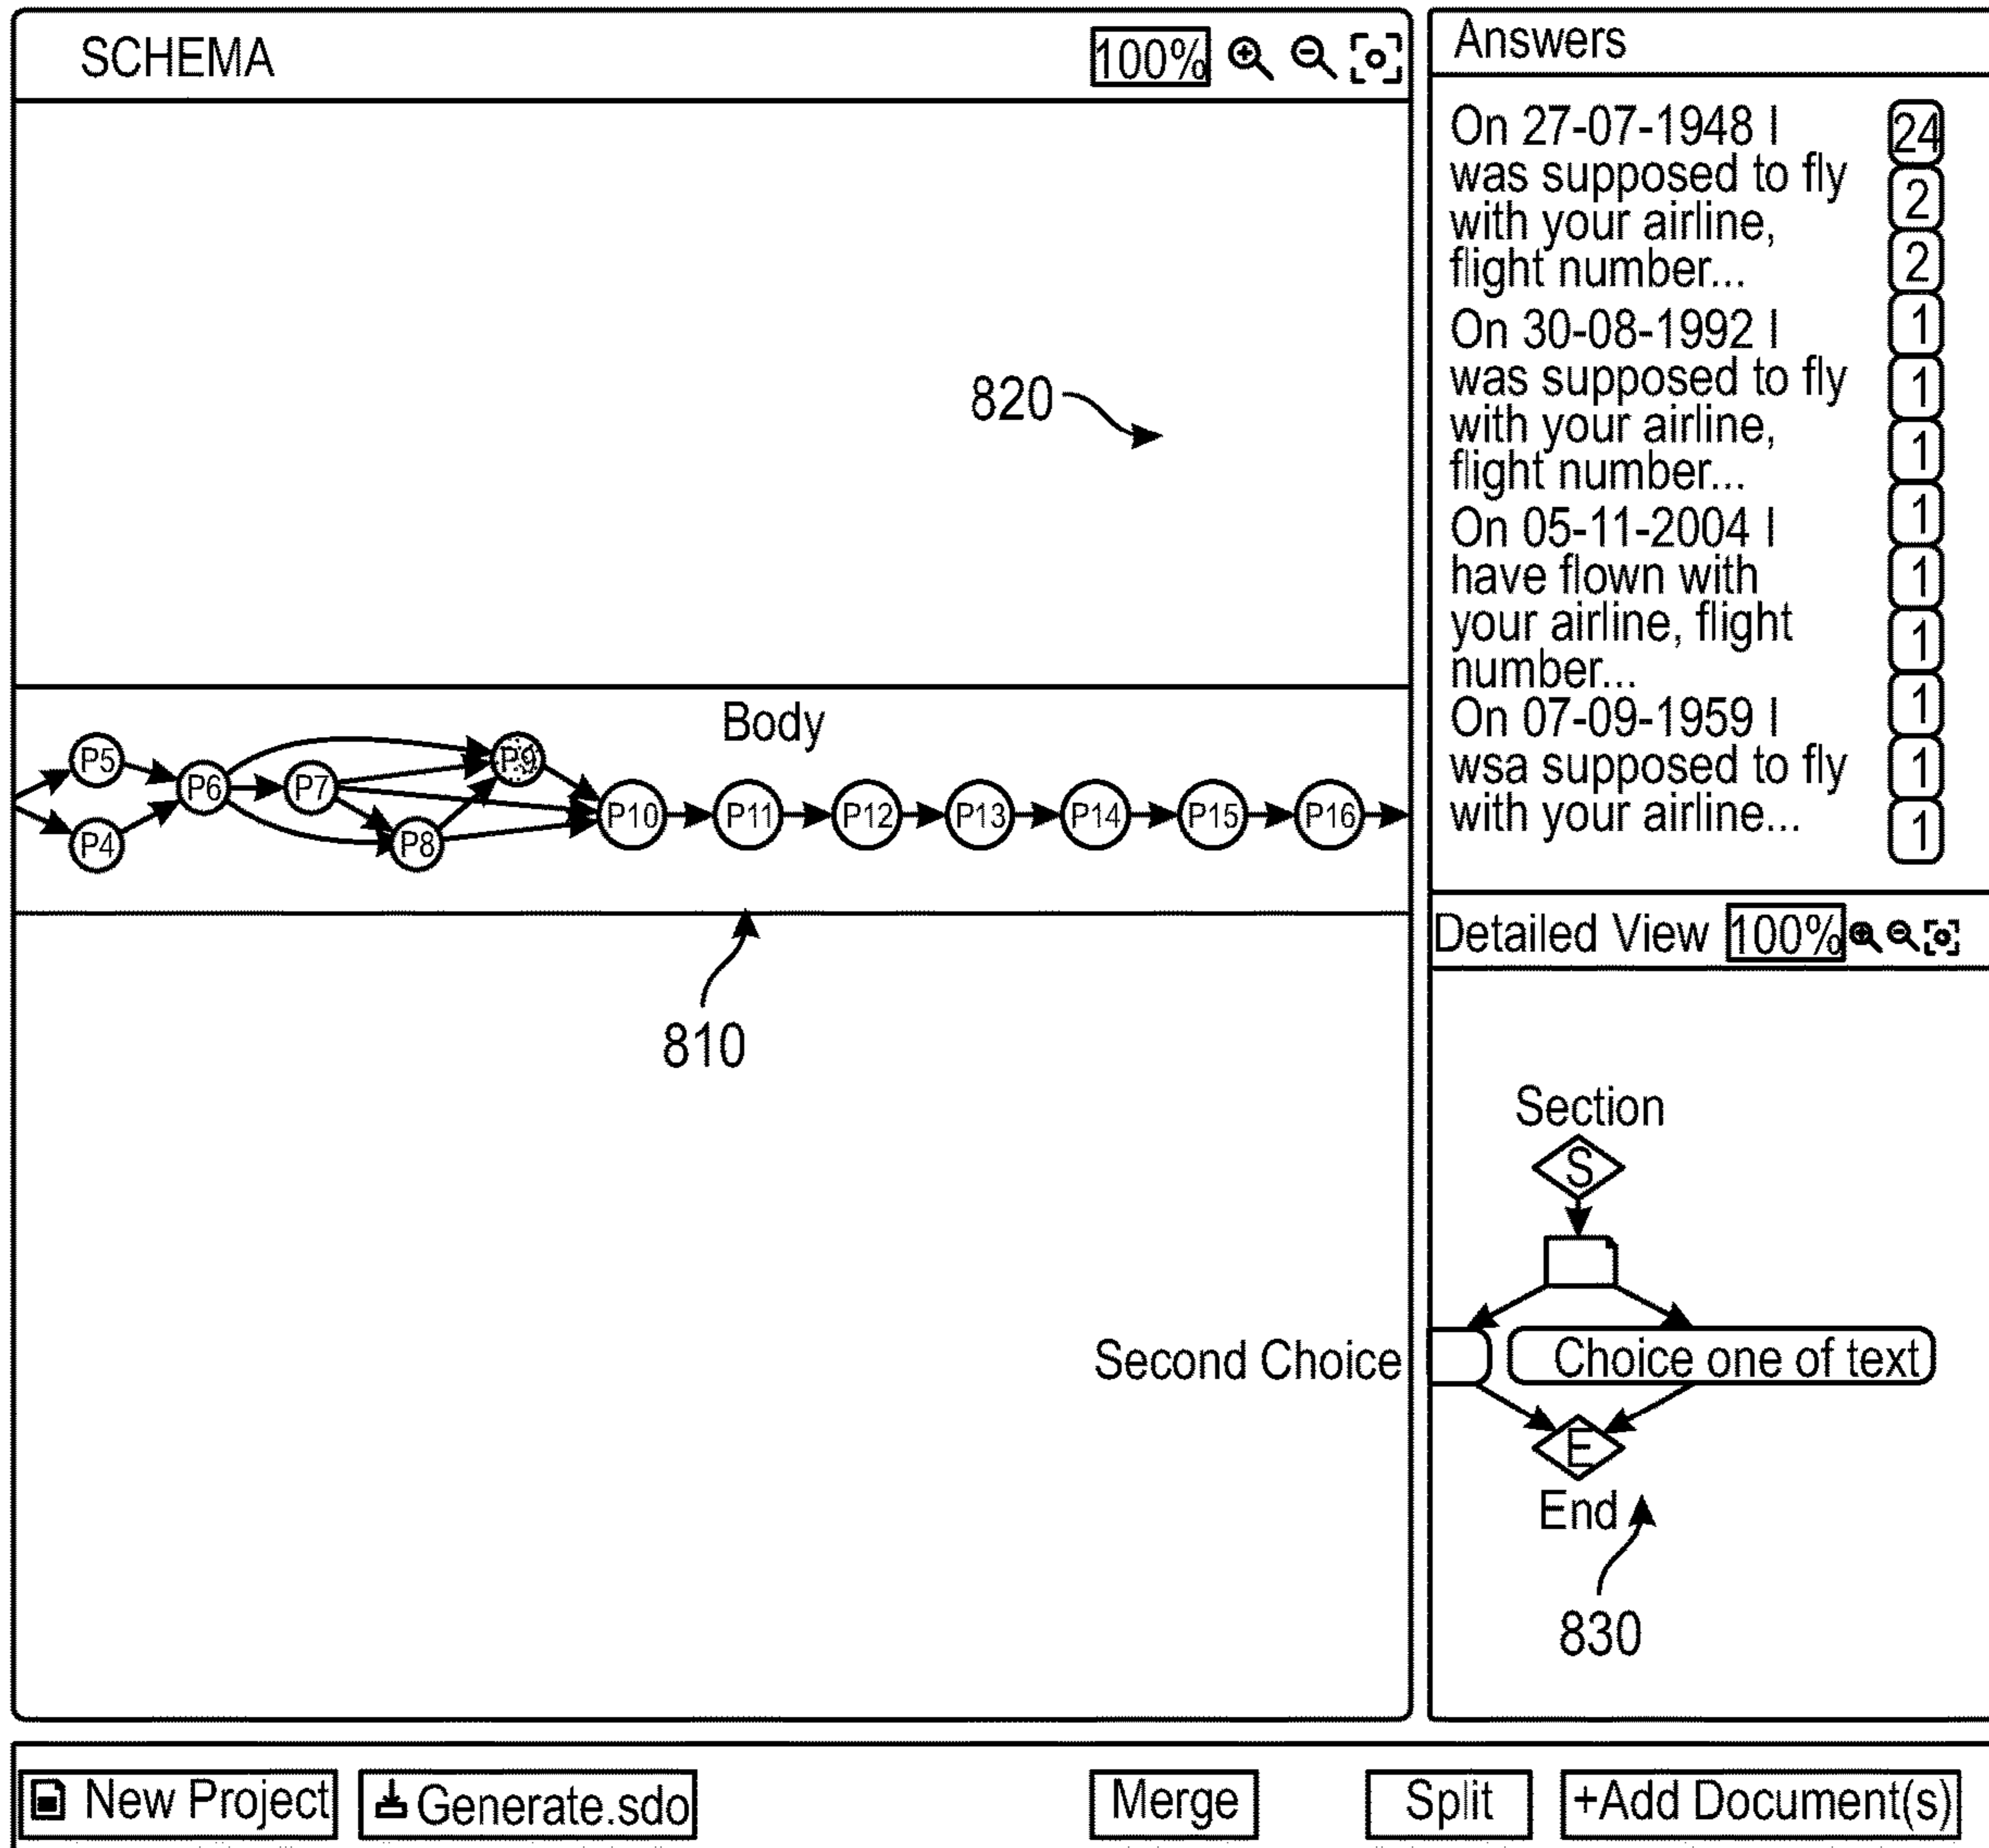 SCHEMA
100%
820
Body
P5
P4
P6
P7
P9
P8
P10
P11
P12
P13
P14
P15
P16
810
Second Choice
Answers
On 27-07-1948 I
was supposed to fly
with your airline,
flight number...
On 30-08-1992 I
was supposed to fly
with your airline,
flight number...
On 05-11-2004 I
have flown with
your airline, flight
number...
On 07-09-1959 I
wsa supposed to fly
with your airline...
24
2
2
1
1
1
1
1
1
1
1
1
Detailed View 100%
Section
S
Choice one of text
E
End
830
New Project
Generate.sdo
Merge
Split
+Add Document(s)